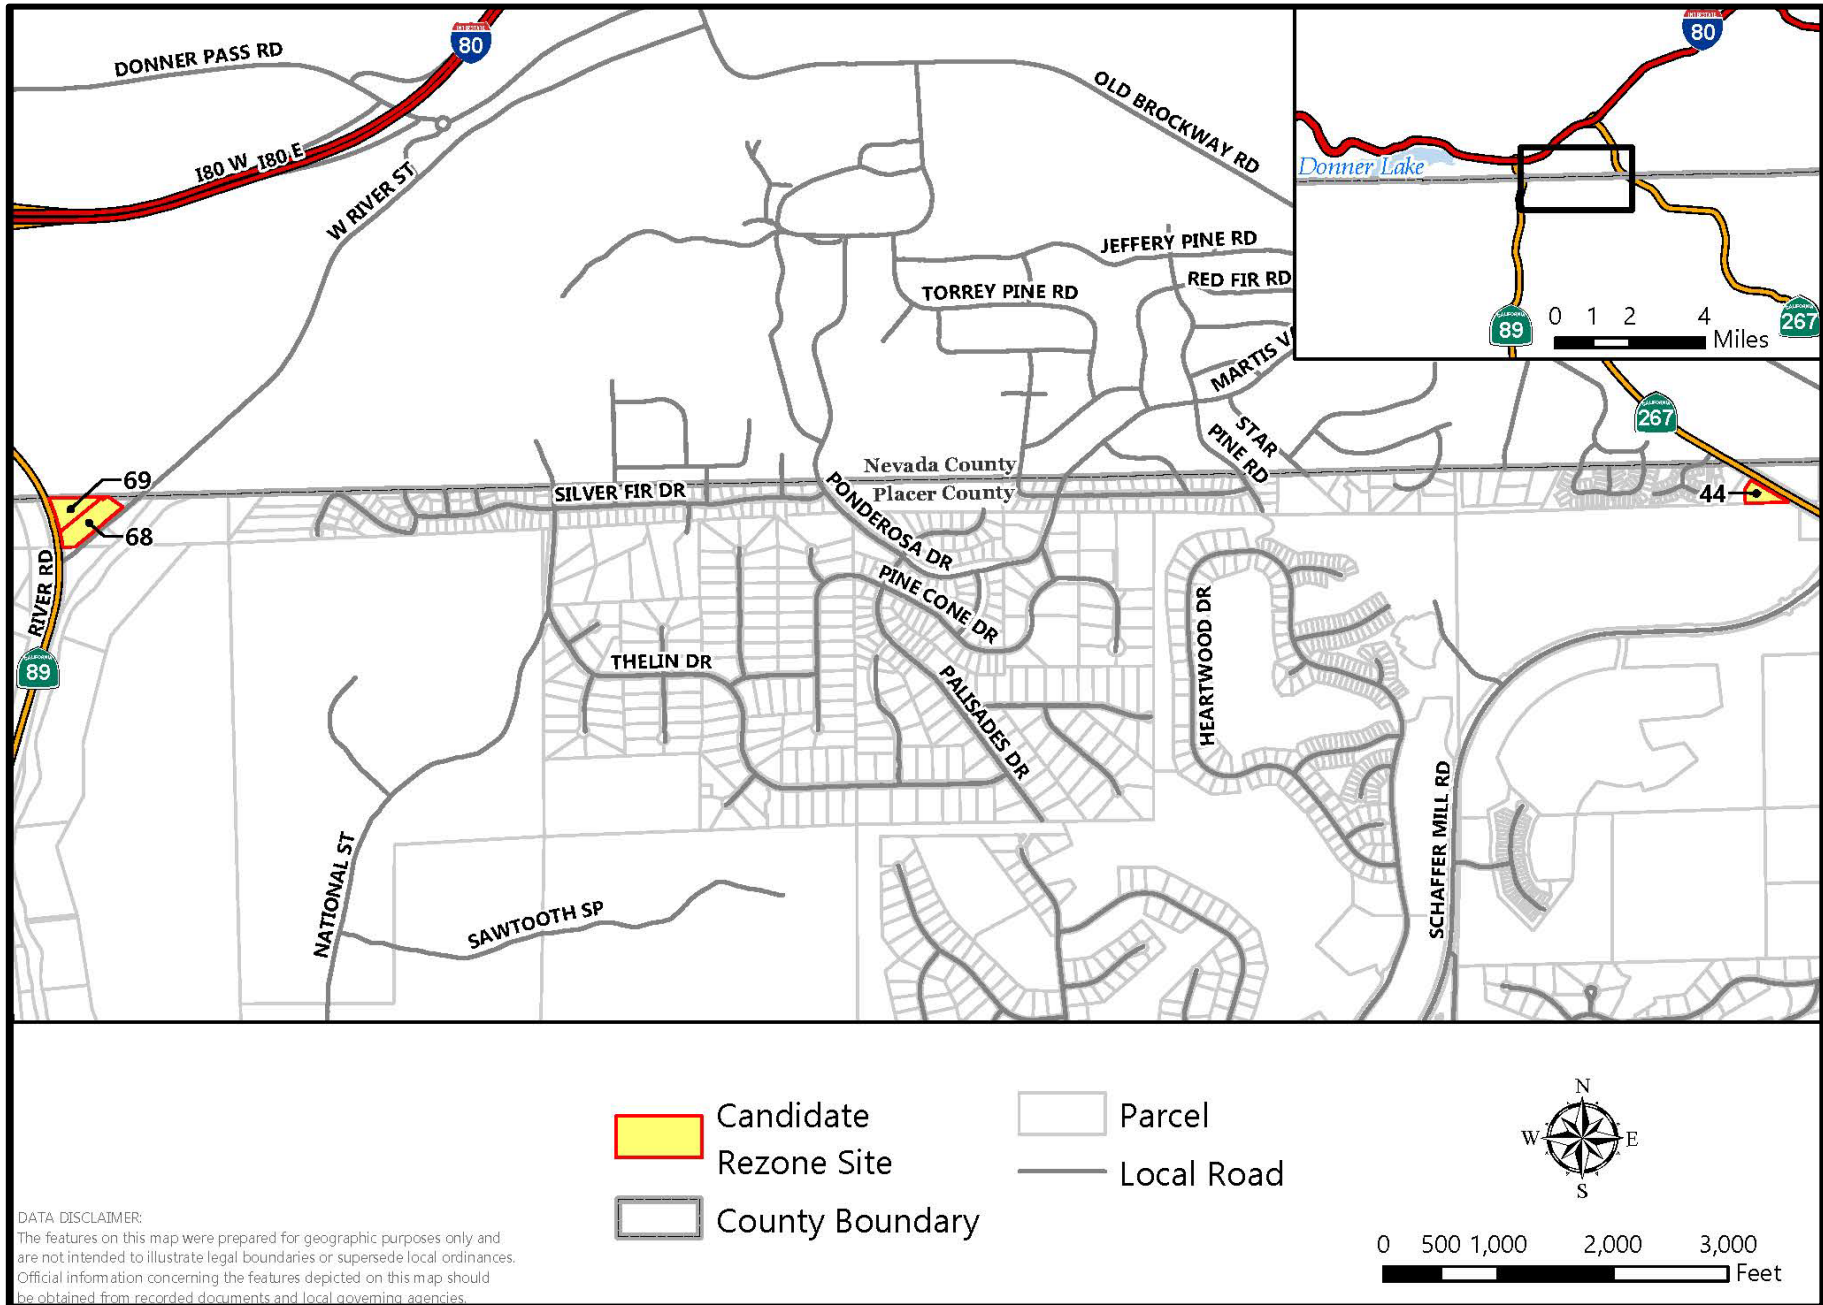 DONNER PASS RD
INTERSTATE
80
I80 W I80 E
W RIVER ST
OLD BROCKWAY RD
80
Donner Lake
89
267
0 1 2 4
Miles
JEFFERY PINE RD
TORREY PINE RD
RED FIR RD
MARTIS V
STAR
PINE RD
CALIFORNIA
267
Nevada County
Placer County
SILVER FIR DR
PONDEROSA DR
69
68
44
RIVER RD
CALIFORNIA
89
PINE CONE DR
THELIN DR
PALISADES DR
HEARTWOOD DR
SCHAFFER MILL RD
NATIONAL ST
SAWTOOTH SP
Candidate
Rezone Site
County Boundary
Parcel
Local Road
N
W E
S
0 500 1,000 2,000 3,000
Feet
DATA DISCLAIMER:
The features on this map were prepared for geographic purposes only and
are not intended to illustrate legal boundaries or supersede local ordinances.
Official information concerning the features depicted on this map should
be obtained from recorded documents and local governing agencies.